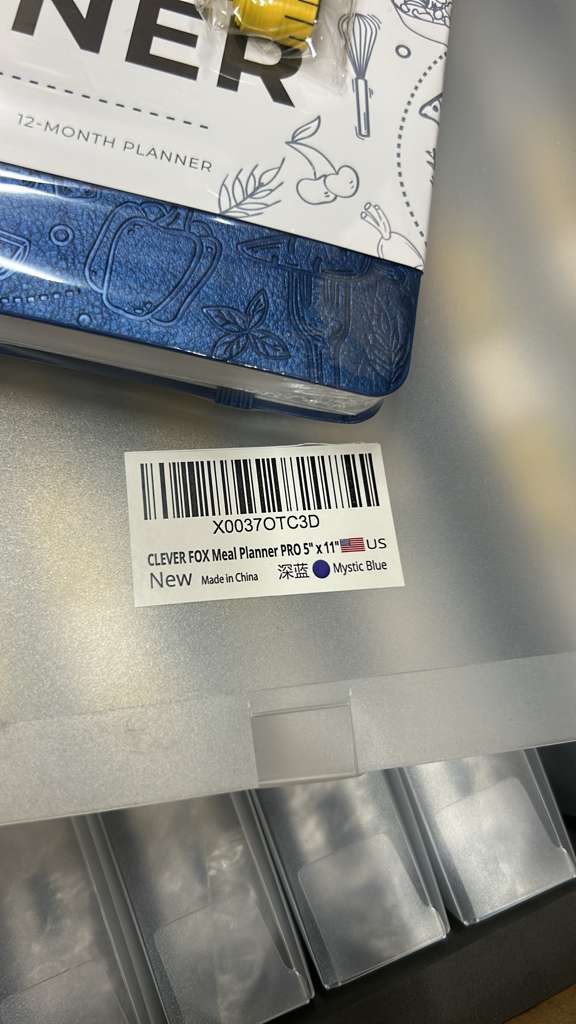 NER
12-MONTH PLANNER
X0037OTC3D
CLEVER FOX Meal Planner PRO 5" x 11" US
New Made in China 深蓝 Mystic Blue